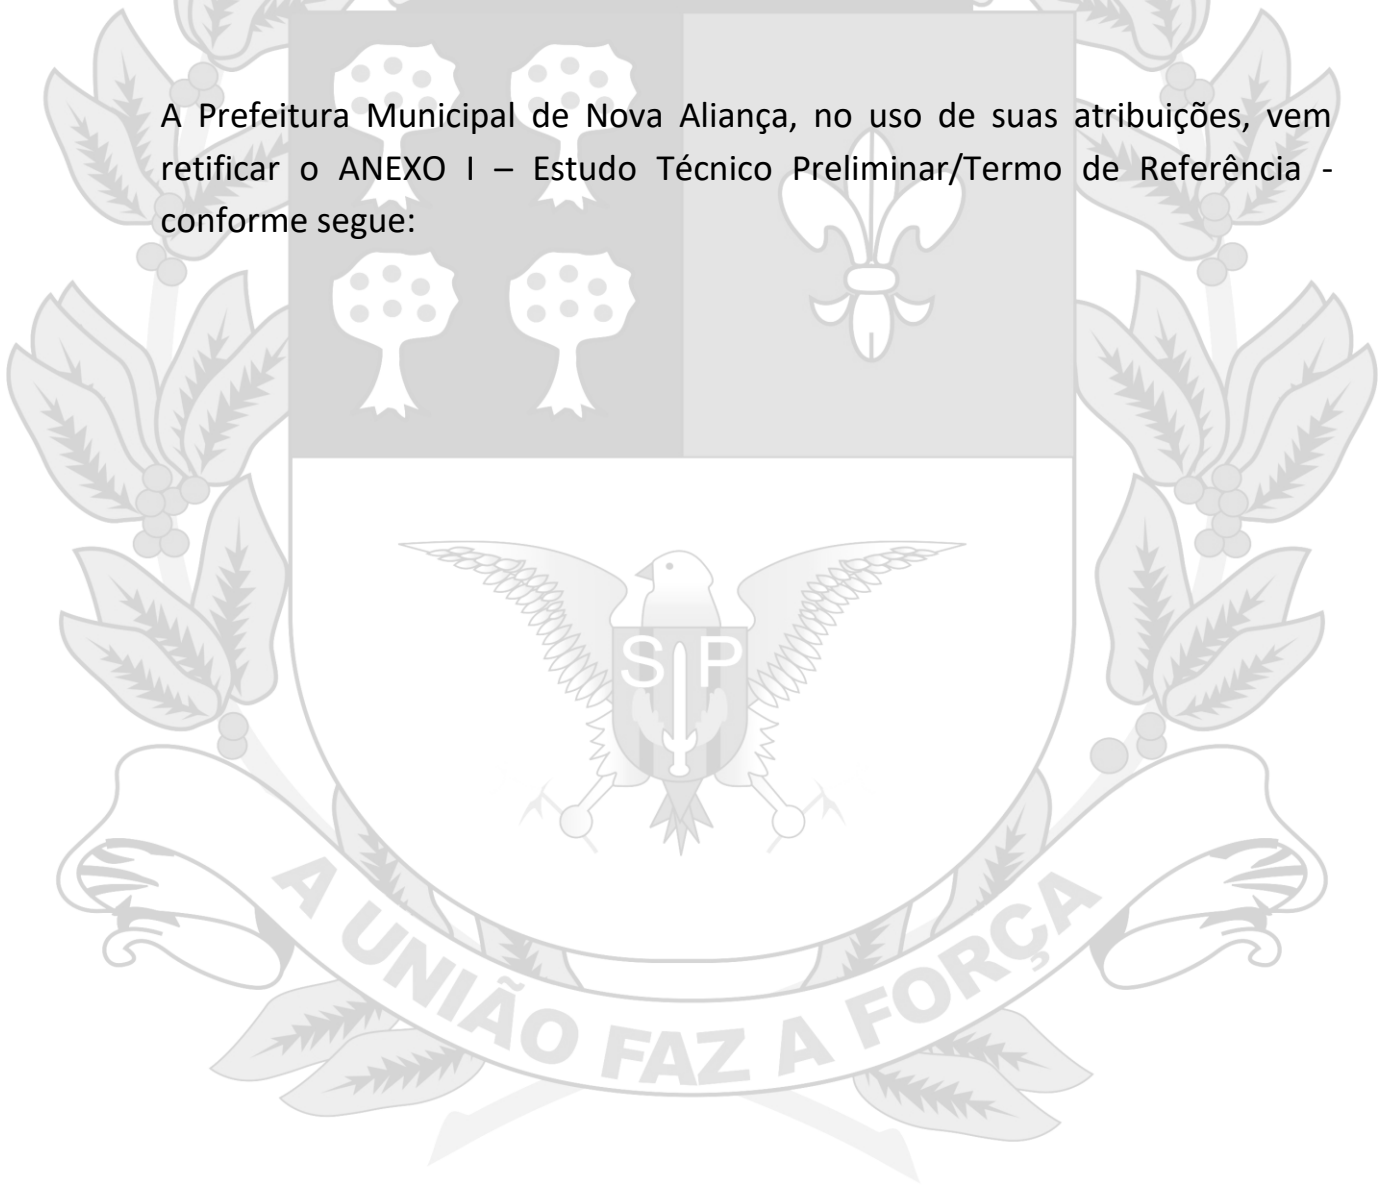 A Prefeitura Municipal de Nova Aliança, no uso de suas atribuições, vem
retificar o ANEXO I – Estudo Técnico Preliminar/Termo de Referência -
conforme segue:
S P
A UNIÃO FAZ A FORÇA